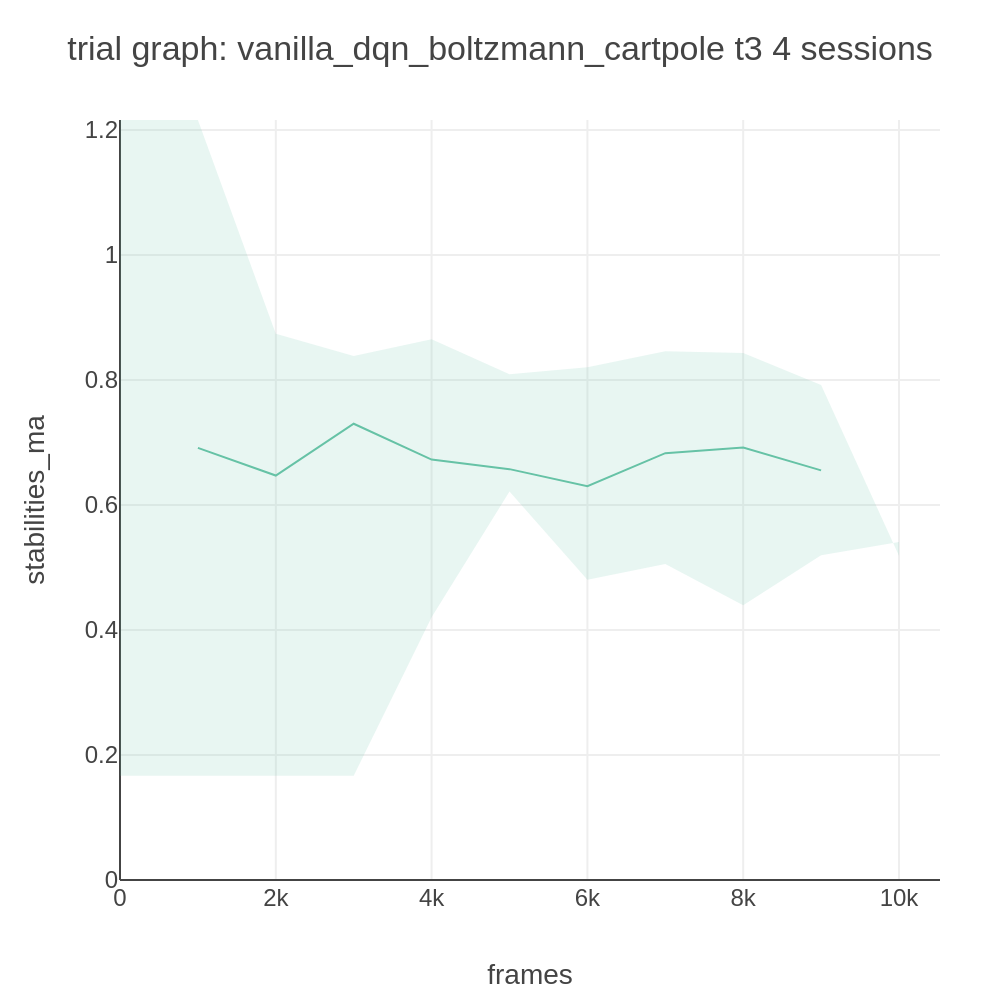 trial graph: vanilla_dqn_boltzmann_cartpole t3 4 sessions
1.2
1
0.8
0.6
0.4
0.2
0
stabilities_ma
0 2k 4k 6k 8k 10k
frames